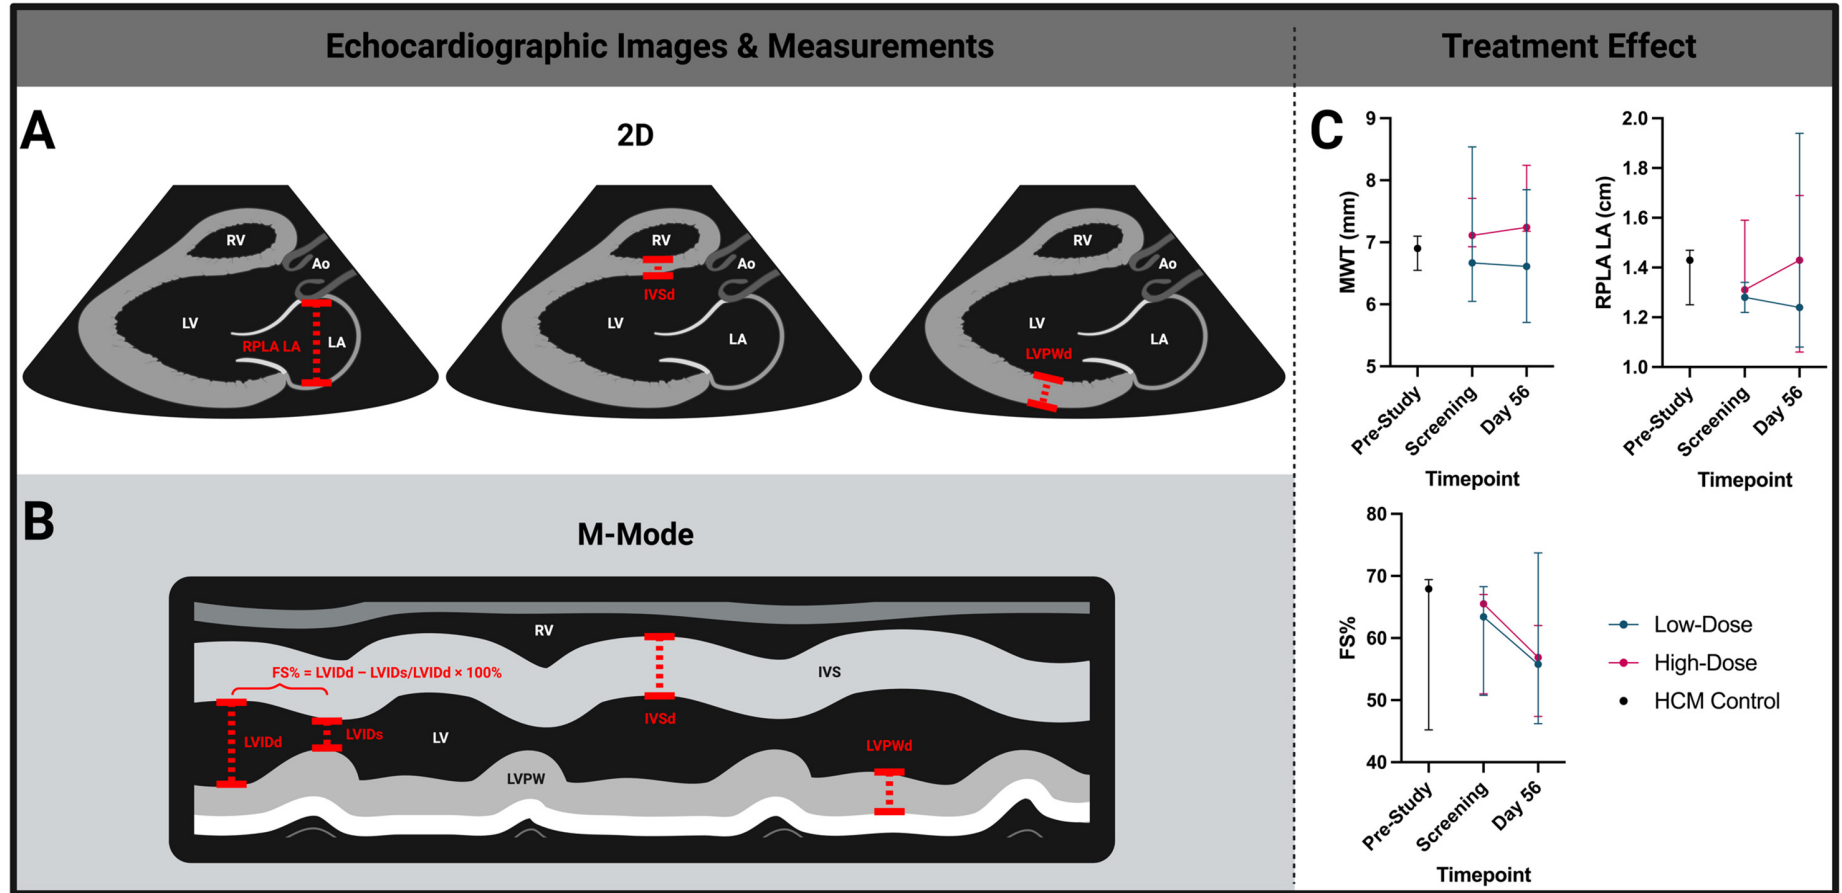 Echocardiographic Images & Measurements
Treatment Effect
A
2D
RV
Ao
LV
RPLA LA
LA
RV
Ao
IVSd
LV
LA
RV
Ao
LV
LA
LVPWd
B
M-Mode
RV
FS% = LVIDd – LVIDs/LVIDd × 100%
IVS
IVSd
LVIDd
LVIDs
LV
LVPWd
LVPW
C
MWT (mm)
9
8
7
6
5
Pre-Study
Screening
Day 56
Timepoint
RPLA LA (cm)
2.0
1.8
1.6
1.4
1.2
1.0
Pre-Study
Screening
Day 56
Timepoint
FS%
80
70
60
50
40
Pre-Study
Screening
Day 56
Timepoint
Low-Dose
High-Dose
HCM Control